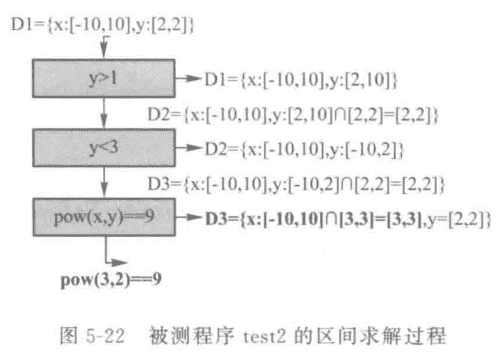 D1={x:[-10,10],y:[2,2]}
y>1
D1={x:[-10,10],y:[2,10]}
D2={x:[-10,10],y:[2,10]∩[2,2]=[2,2]}
y<3
D2={x:[-10,10],y:[-10,2]}
D3={x:[-10,10],y:[-10,2]∩[2,2]=[2,2]}
pow(x,y)==9
D3={x:[-10,10]∩[3,3]=[3,3],y=[2,2]}
pow(3,2)==9
图 5-22 被测程序 test2 的区间求解过程